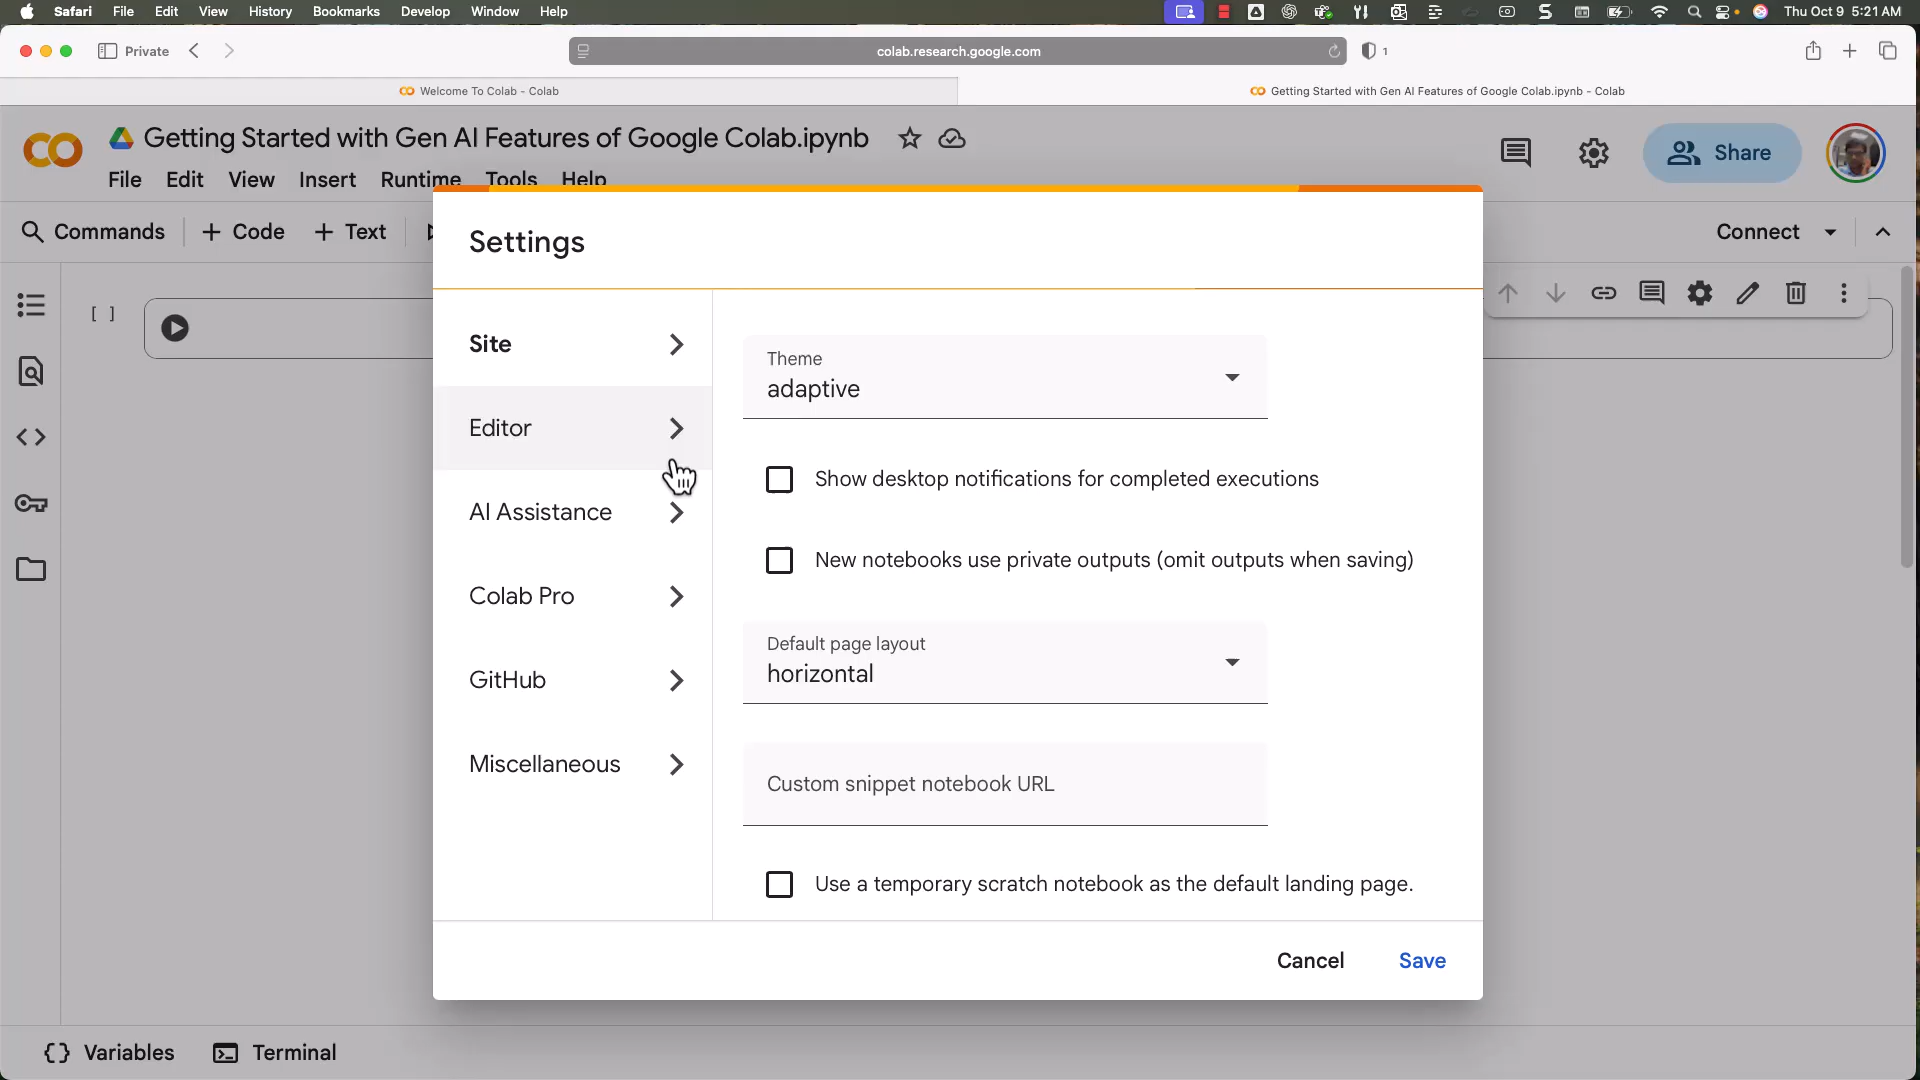 Safari File Edit View History Bookmarks Develop Window Help Thu Oct 9 5:21 AM
Private colab.research.google.com 1
Welcome To Colab - Colab
Getting Started with Gen AI Features of Google Colab.ipynb - Colab
Getting Started with Gen AI Features of Google Colab.ipynb
Share
File Edit View Insert Runtime Tools Help
Commands + Code + Text
Connect
[ ]
Settings
Site
Editor
AI Assistance
Colab Pro
GitHub
Miscellaneous
Theme
adaptive
Show desktop notifications for completed executions
New notebooks use private outputs (omit outputs when saving)
Default page layout
horizontal
Custom snippet notebook URL
Use a temporary scratch notebook as the default landing page.
Cancel Save
Variables Terminal